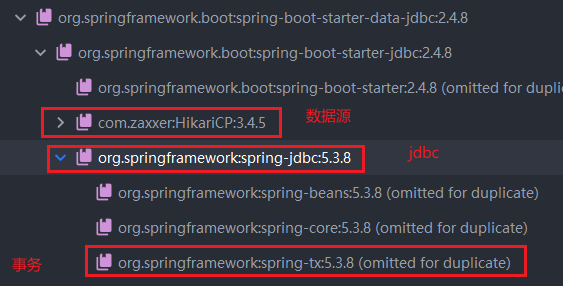 org.springframework.boot:spring-boot-starter-data-jdbc:2.4.8
org.springframework.boot:spring-boot-starter-jdbc:2.4.8
org.springframework.boot:spring-boot-starter:2.4.8 (omitted for duplicate)
com.zaxxer:HikariCP:3.4.5 数据源
org.springframework:spring-jdbc:5.3.8 jdbc
org.springframework:spring-beans:5.3.8 (omitted for duplicate)
org.springframework:spring-core:5.3.8 (omitted for duplicate)
事务 org.springframework:spring-tx:5.3.8 (omitted for duplicate)